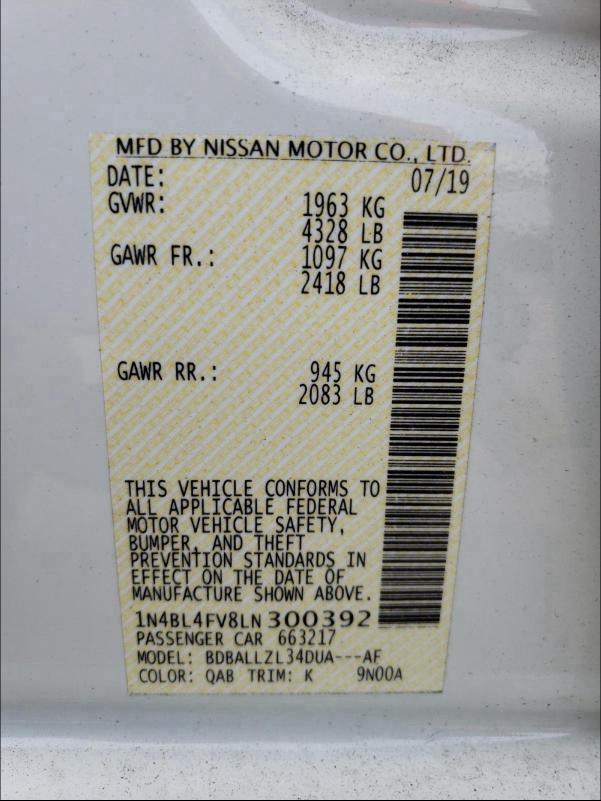 MFD BY NISSAN MOTOR CO., LTD.
DATE: 07/19
GVWR: 1963 KG
4328 LB
GAWR FR.: 1097 KG
2418 LB
GAWR RR.: 945 KG
2083 LB
THIS VEHICLE CONFORMS TO
ALL APPLICABLE FEDERAL
MOTOR VEHICLE SAFETY,
BUMPER, AND THEFT
PREVENTION STANDARDS IN
EFFECT ON THE DATE OF
MANUFACTURE SHOWN ABOVE.
1N4BL4FV8LN300392
PASSENGER CAR 663217
MODEL: BDBALLZL34DUA---AF
COLOR: QAB TRIM: K 9N00A